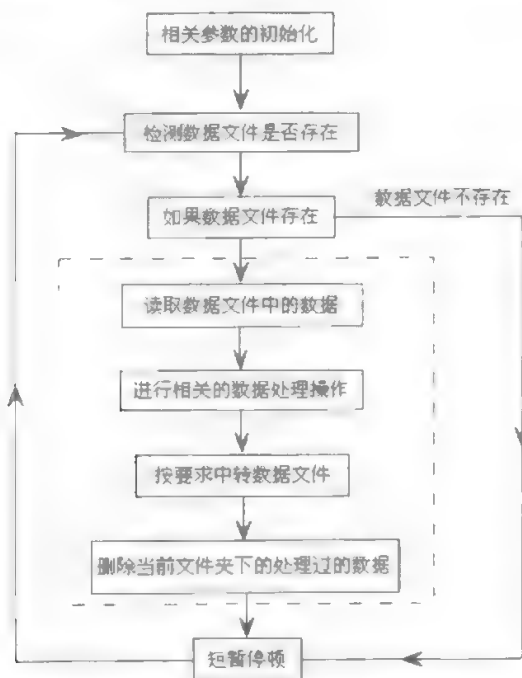 相关参数的初始化
检测数据文件是否存在
数据文件不存在
如果数据文件存在
读取数据文件中的数据
进行相关的数据处理操作
按要求中转数据文件
删除当前文件夹下的处理过的数据
短暂停顿